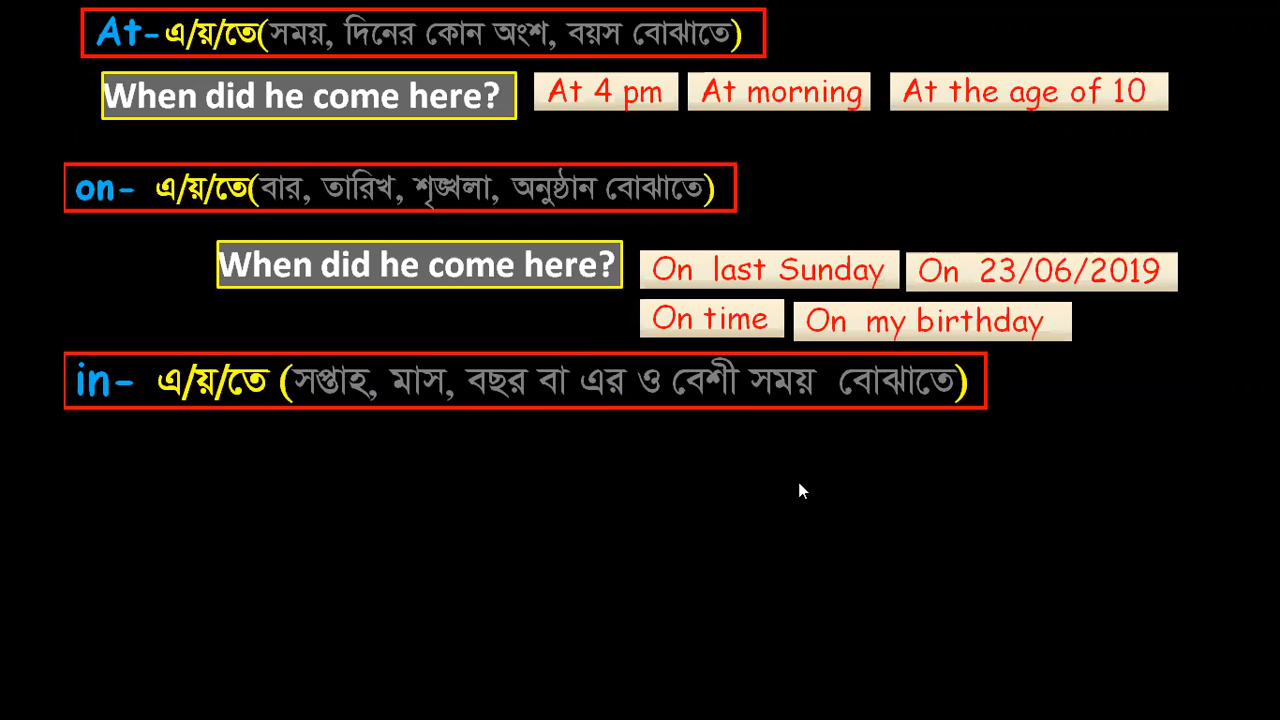 At- এ/য়/তে(সময়, দিনের কোন অংশ, বয়স বোঝাতে)
When did he come here? At 4 pm At morning At the age of 10
on- এ/য়/তে(বার, তারিখ, শৃঙ্খলা, অনুষ্ঠান বোঝাতে)
When did he come here? On last Sunday On 23/06/2019
On time On my birthday
in- এ/য়/তে (সপ্তাহ, মাস, বছর বা এর ও বেশী সময় বোঝাতে)